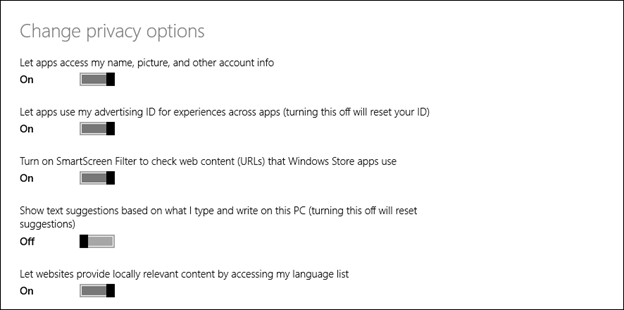 Change privacy options
Let apps access my name, picture, and other account info
On
Let apps use my advertising ID for experiences across apps (turning this off will reset your ID)
On
Turn on SmartScreen Filter to check web content (URLs) that Windows Store apps use
On
Show text suggestions based on what I type and write on this PC (turning this off will reset
suggestions)
Off
Let websites provide locally relevant content by accessing my language list
On